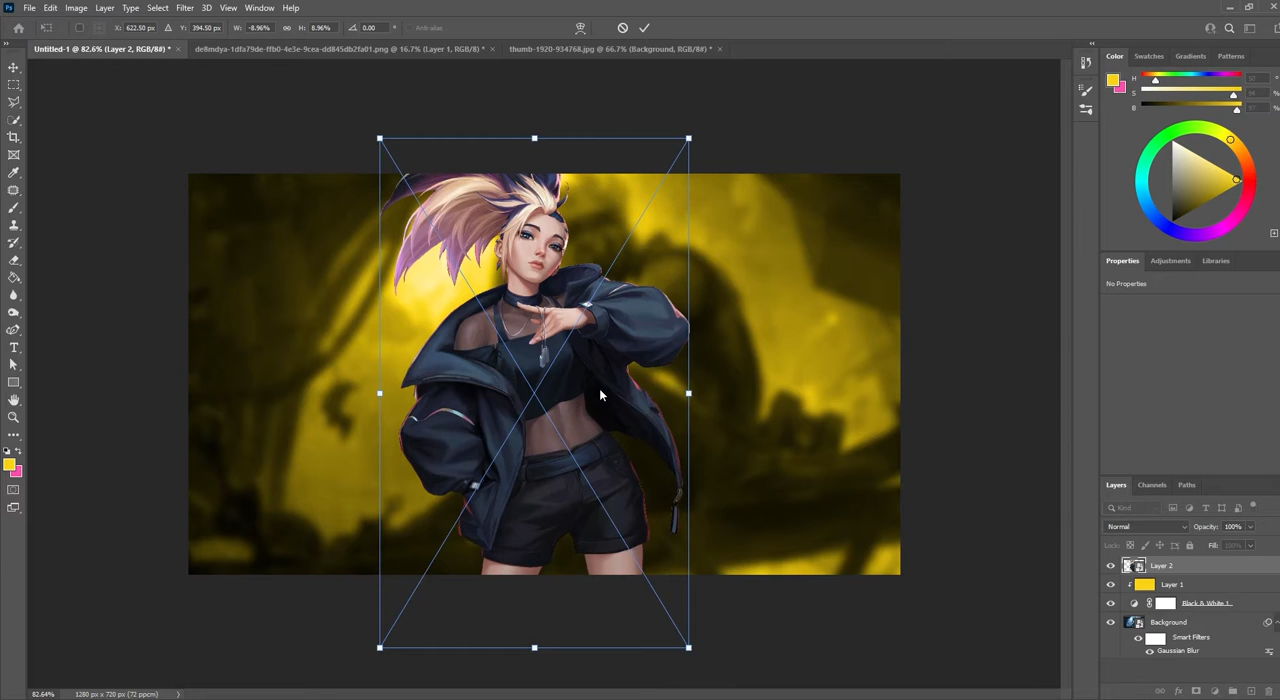 Ps File Edit Image Layer Type Select Filter 3D View Window Help
X: 622.50 px Y: 394.50 px W: -8.96% H: 8.96% 0.00 ° Anti-alias
Untitled-1 @ 82.6% (Layer 2, RGB/8#) * × de8mdya-1dfa79de-ffb0-4e3e-9cea-dd845db2fa01.png @ 16.7% (Layer 1, RGB/8) * × thumb-1920-934768.jpg @ 66.7% (Background, RGB/8#) * ×
Color Swatches Gradients Patterns
H °
S %
B %
Properties Adjustments Libraries
No Properties
Layers Channels Paths
Kind
Normal Opacity: 100%
Lock: Fill: 100%
Layer 2
Layer 1
Black & White 1
Background
Smart Filters
Gaussian Blur
82.64% 1280 px x 720 px (72 ppcm)